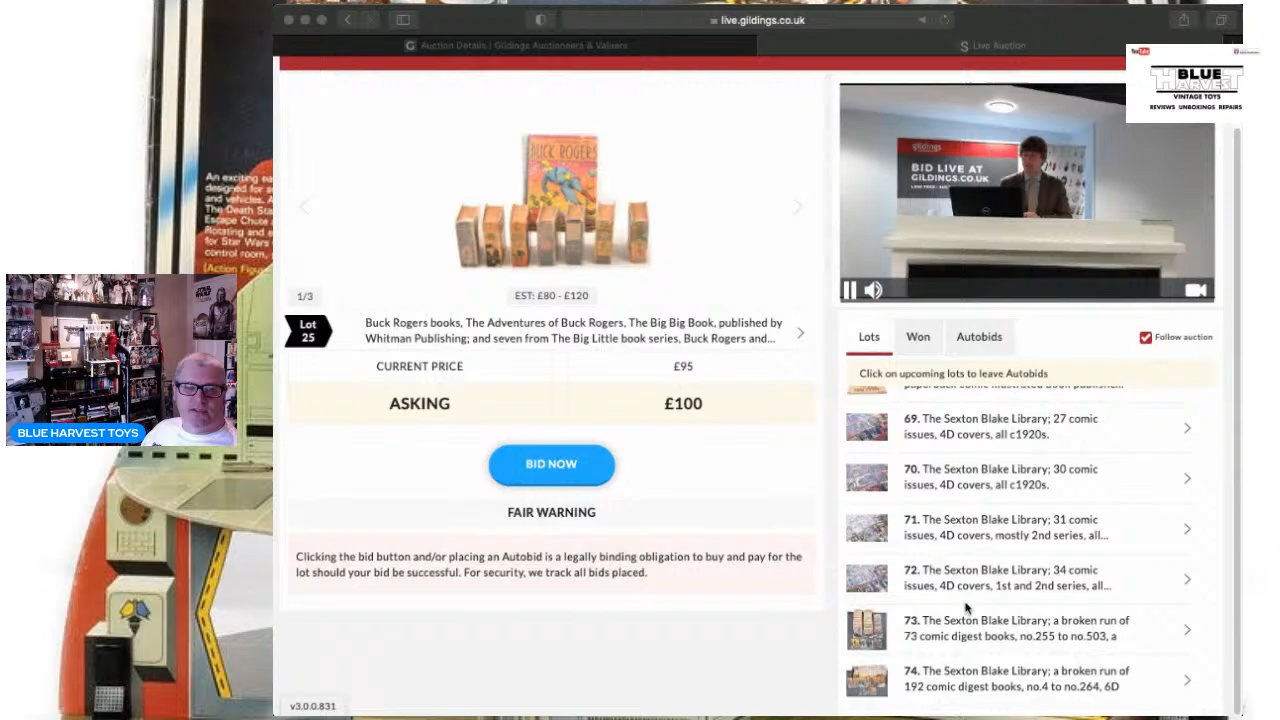 live.gildings.co.uk
Auction Details | Gildings Auctioneers & Valuers
Live Auction
YouTube
BLUE
HARVEST
VINTAGE TOYS
REVIEWS UNBOXINGS REPAIRS
An exciting
designed for
and vehicles. A
The Death Sta
Escape Chute
Rotating and
for Star Wars
control room,
(Action Figu
BUCK ROGERS
gildings
BID LIVE AT
GILDINGS.CO.UK
1/3
EST: £80 - £120
Lot
25
Buck Rogers books, The Adventures of Buck Rogers, The Big Big Book, published by
Whitman Publishing; and seven from The Big Little book series, Buck Rogers and...
CURRENT PRICE £95
ASKING £100
BID NOW
FAIR WARNING
Clicking the bid button and/or placing an Autobid is a legally binding obligation to buy and pay for the
lot should your bid be successful. For security, we track all bids placed.
v3.0.0.831
Lots Won Autobids Follow auction
Click on upcoming lots to leave Autobids
69. The Sexton Blake Library; 27 comic
issues, 4D covers, all c1920s.
70. The Sexton Blake Library; 30 comic
issues, 4D covers, all c1920s.
71. The Sexton Blake Library; 31 comic
issues, 4D covers, mostly 2nd series, all...
72. The Sexton Blake Library; 34 comic
issues, 4D covers, 1st and 2nd series, all...
73. The Sexton Blake Library; a broken run of
73 comic digest books, no.255 to no.503, a
74. The Sexton Blake Library; a broken run of
192 comic digest books, no.4 to no.264, 6D
STAR WARS
BLUE HARVEST TOYS